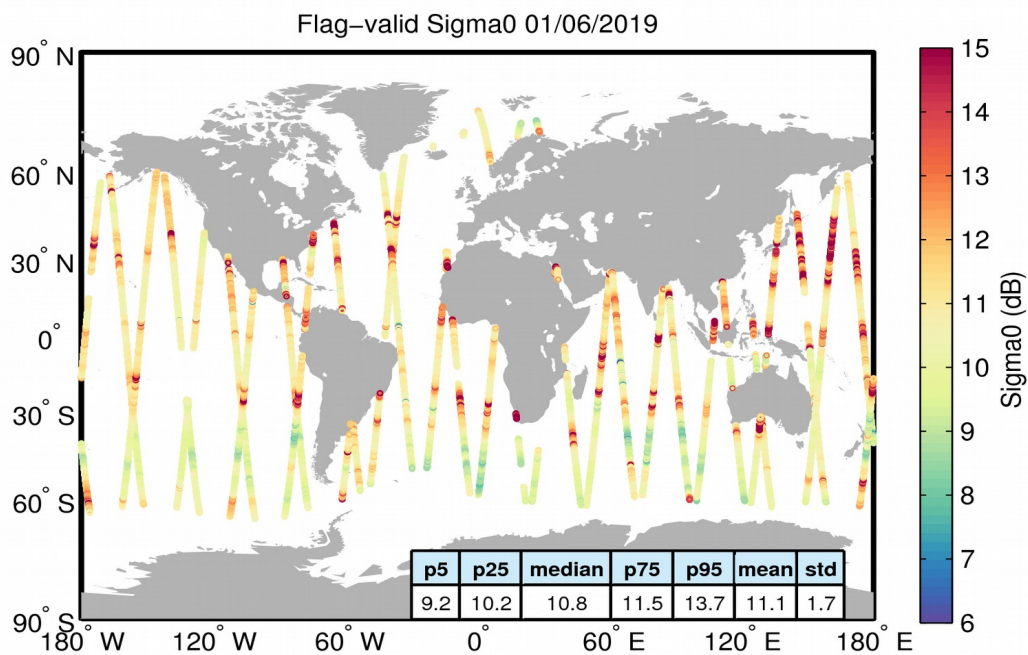 Flag-valid Sigma0 01/06/2019
90° N
60° N
30° N
0°
30° S
60° S
90° S
180° W
120° W
60° W
0°
60° E
120° E
180° E
p5 p25 median p75 p95 mean std
9.2 10.2 10.8 11.5 13.7 11.1 1.7
15
14
13
12
11
10
9
8
7
6
Sigma0 (dB)